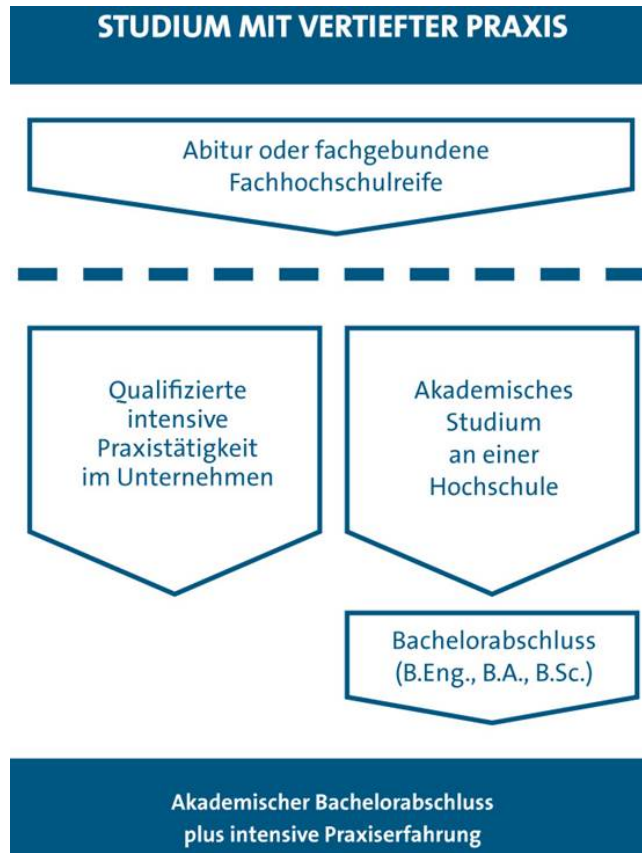 STUDIUM MIT VERTIEFTER PRAXIS
Abitur oder fachgebundene
Fachhochschulreife
Qualifizierte
intensive
Praxistätigkeit
im Unternehmen
Akademisches
Studium
an einer
Hochschule
Bachelorabschluss
(B.Eng., B.A., B.Sc.)
Akademischer Bachelorabschluss
plus intensive Praxiserfahrung